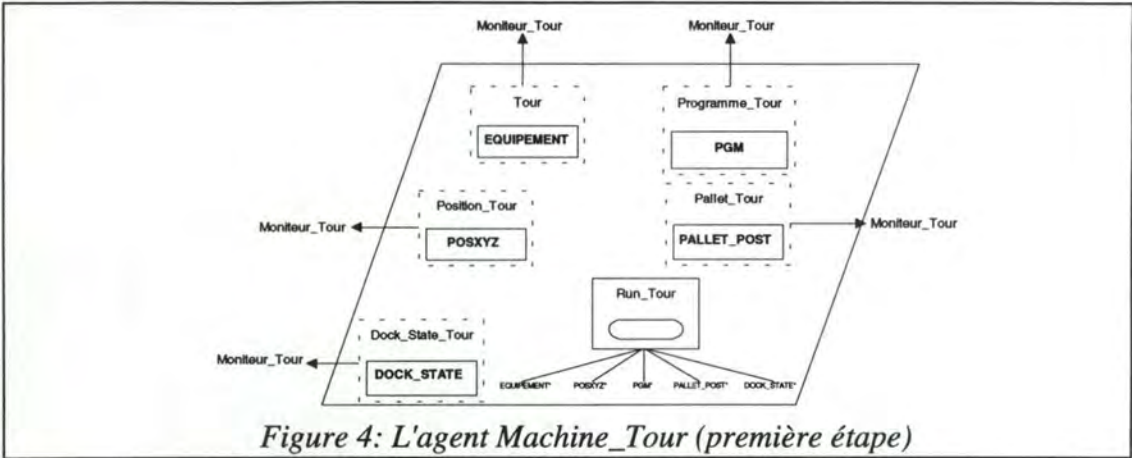 Moniteur_Tour Moniteur_Tour
Tour
EQUIPEMENT
Programme_Tour
PGM
Position_Tour
POSXYZ
Moniteur_Tour
Pallet_Tour
PALLET_POST
Moniteur_Tour
Run_Tour
Dock_State_Tour
DOCK_STATE
Moniteur_Tour
EQUIPEMENT* POSXYZ* PGM* PALLET_POST* DOCK_STATE*
Figure 4: L'agent Machine_Tour (première étape)